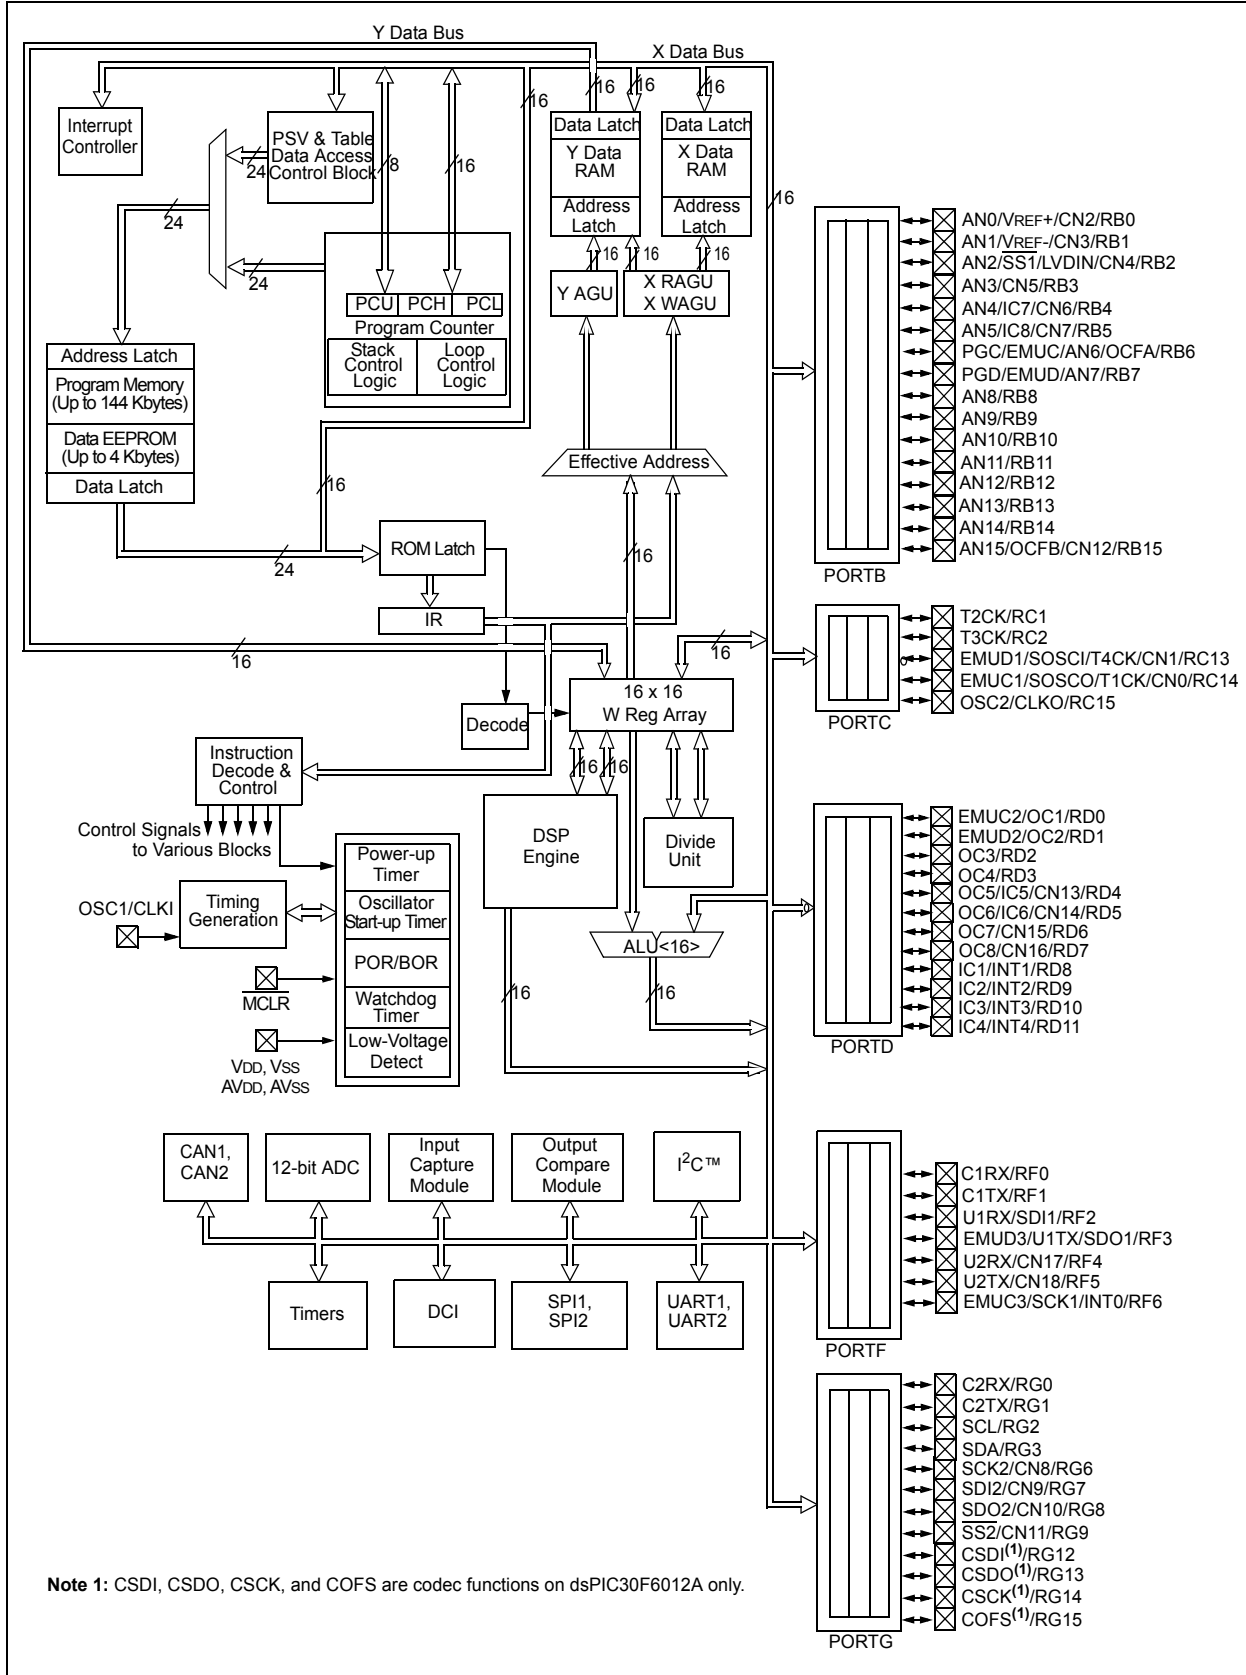 Y Data Bus
X Data Bus
16
16
16
16
Interrupt
Controller
PSV & Table
Data Access
Control Block
24
8
16
24
Data Latch
Y Data
RAM
Address
Latch
Data Latch
X Data
RAM
Address
Latch
16
16
16
16
24
Y AGU
X RAGU
X WAGU
PCU
PCH
PCL
Program Counter
Stack
Control
Logic
Loop
Control
Logic
Address Latch
Program Memory
(Up to 144 Kbytes)
Data EEPROM
(Up to 4 Kbytes)
Data Latch
16
Effective Address
24
ROM Latch
16
IR
16
16
16 x 16
W Reg Array
Decode
Instruction
Decode &
Control
16
16
Control Signals
to Various Blocks
DSP
Engine
Divide
Unit
Power-up
Timer
Oscillator
Start-up Timer
POR/BOR
Watchdog
Timer
Low-Voltage
Detect
OSC1/CLKI
Timing
Generation
MCLR
VDD, VSS
AVDD, AVSS
ALU<16>
16
16
CAN1,
CAN2
12-bit ADC
Input
Capture
Module
Output
Compare
Module
I2C™
Timers
DCI
SPI1,
SPI2
UART1,
UART2
AN0/VREF+/CN2/RB0
AN1/VREF-/CN3/RB1
AN2/SS1/LVDIN/CN4/RB2
AN3/CN5/RB3
AN4/IC7/CN6/RB4
AN5/IC8/CN7/RB5
PGC/EMUC/AN6/OCFA/RB6
PGD/EMUD/AN7/RB7
AN8/RB8
AN9/RB9
AN10/RB10
AN11/RB11
AN12/RB12
AN13/RB13
AN14/RB14
AN15/OCFB/CN12/RB15
PORTB
T2CK/RC1
T3CK/RC2
EMUD1/SOSCI/T4CK/CN1/RC13
EMUC1/SOSCO/T1CK/CN0/RC14
OSC2/CLKO/RC15
PORTC
EMUC2/OC1/RD0
EMUD2/OC2/RD1
OC3/RD2
OC4/RD3
OC5/IC5/CN13/RD4
OC6/IC6/CN14/RD5
OC7/CN15/RD6
OC8/CN16/RD7
IC1/INT1/RD8
IC2/INT2/RD9
IC3/INT3/RD10
IC4/INT4/RD11
PORTD
C1RX/RF0
C1TX/RF1
U1RX/SDI1/RF2
EMUD3/U1TX/SDO1/RF3
U2RX/CN17/RF4
U2TX/CN18/RF5
EMUC3/SCK1/INT0/RF6
PORTF
C2RX/RG0
C2TX/RG1
SCL/RG2
SDA/RG3
SCK2/CN8/RG6
SDI2/CN9/RG7
SDO2/CN10/RG8
SS2/CN11/RG9
CSDI(1)/RG12
CSDO(1)/RG13
CSCK(1)/RG14
COFS(1)/RG15
PORTG
Note 1: CSDI, CSDO, CSCK, and COFS are codec functions on dsPIC30F6012A only.